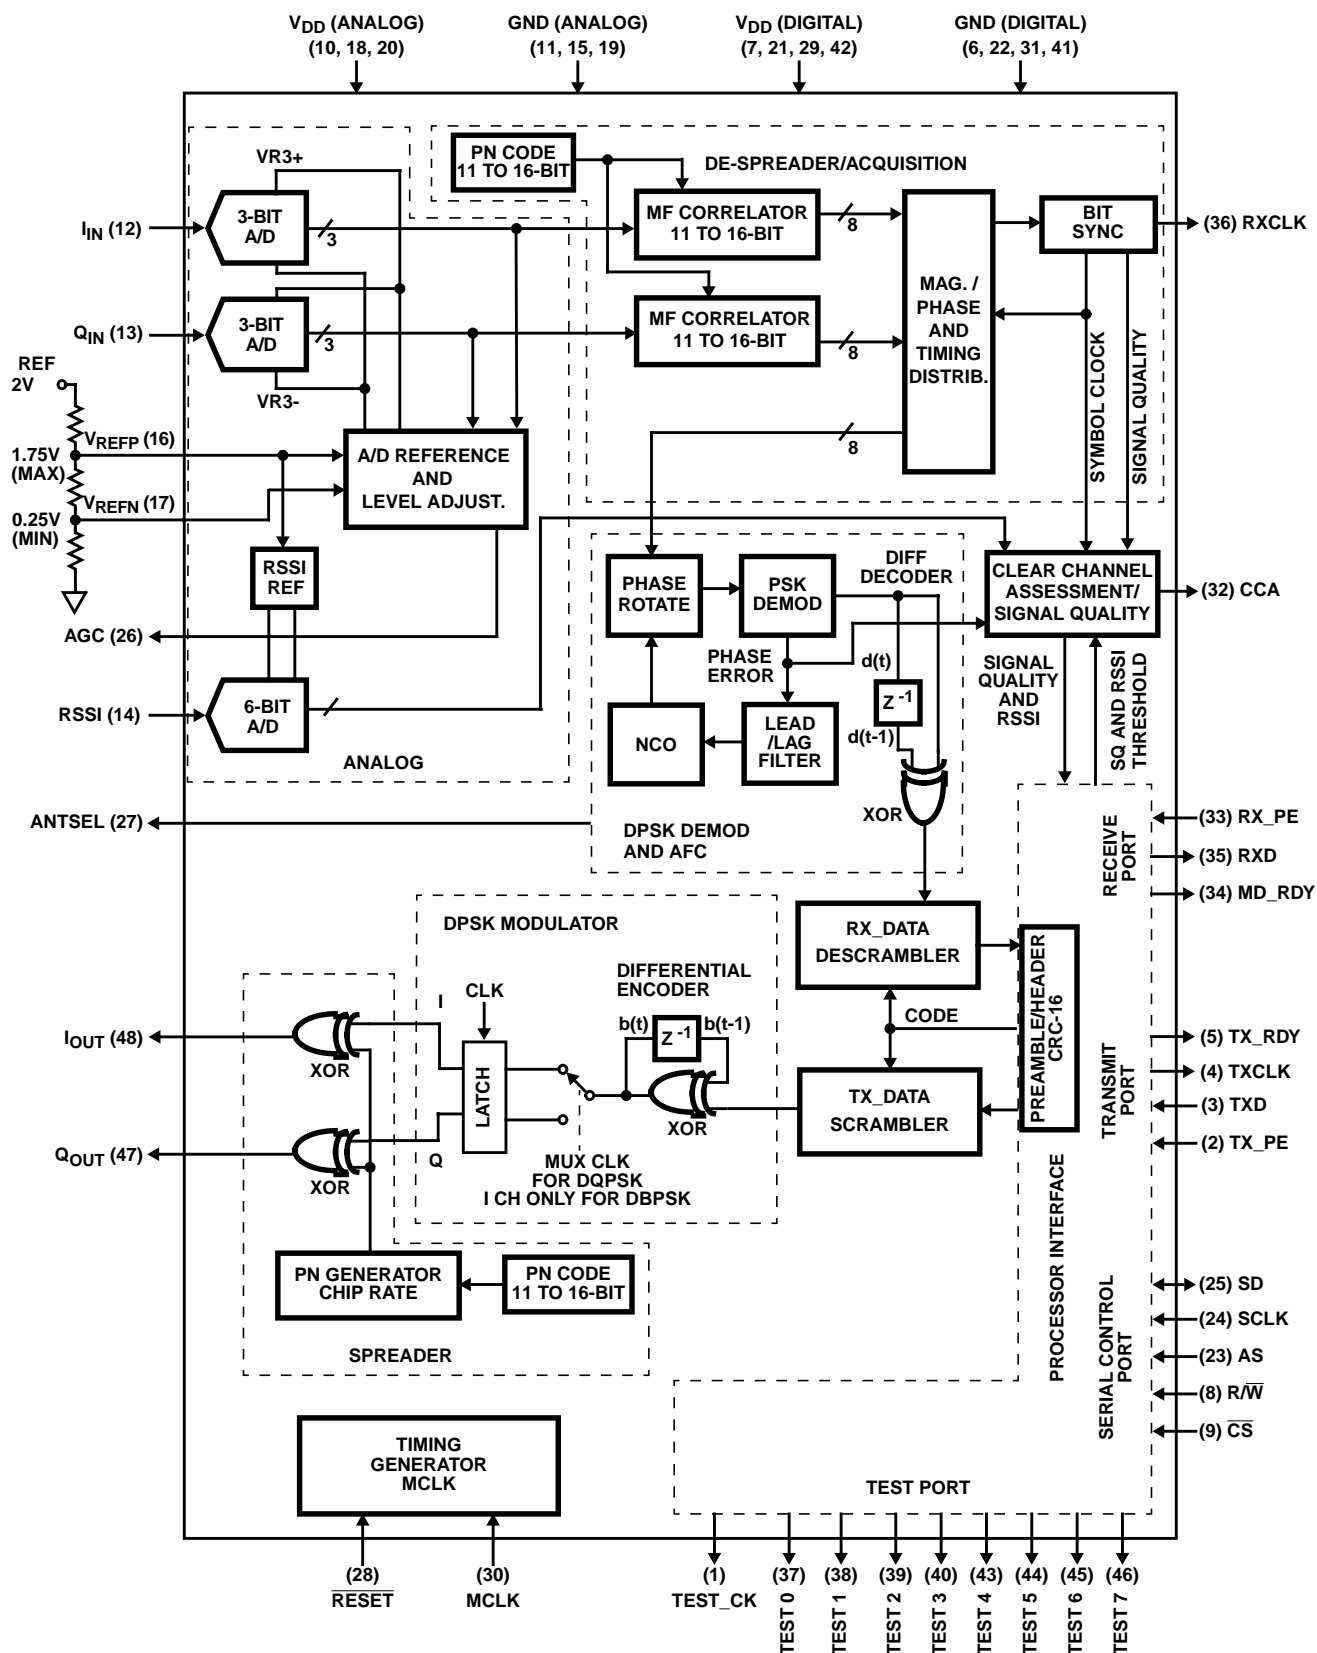 VDD (ANALOG)
(10, 18, 20)
GND (ANALOG)
(11, 15, 19)
VDD (DIGITAL)
(7, 21, 29, 42)
GND (DIGITAL)
(6, 22, 31, 41)
VR3+
PN CODE
11 TO 16-BIT
DE-SPREADER/ACQUISITION
IIN (12)
3-BIT
A/D
3
MF CORRELATOR
11 TO 16-BIT
8
BIT
SYNC
(36) RXCLK
QIN (13)
3-BIT
A/D
3
MF CORRELATOR
11 TO 16-BIT
8
MAG. /
PHASE
AND
TIMING
DISTRIB.
SYMBOL CLOCK
SIGNAL QUALITY
REF
2V
VR3-
VREFP (16)
1.75V
(MAX)
VREFN (17)
0.25V
(MIN)
A/D REFERENCE
AND
LEVEL ADJUST.
8
RSSI
REF
PHASE
ROTATE
PSK
DEMOD
DIFF
DECODER
CLEAR CHANNEL
ASSESSMENT/
SIGNAL QUALITY
(32) CCA
AGC (26)
PHASE
ERROR
d(t)
SIGNAL
QUALITY
AND
RSSI
SQ AND RSSI
THRESHOLD
RSSI (14)
6-BIT
A/D
NCO
LEAD
/LAG
FILTER
Z -1
d(t-1)
ANALOG
XOR
ANTSEL (27)
DPSK DEMOD
AND AFC
RECEIVE
PORT
(33) RX_PE
(35) RXD
(34) MD_RDY
DPSK MODULATOR
RX_DATA
DESCRAMBLER
DIFFERENTIAL
ENCODER
I
CLK
b(t)
Z -1
b(t-1)
CODE
PREAMBLE/HEADER
CRC-16
IOUT (48)
XOR
LATCH
XOR
TX_DATA
SCRAMBLER
TRANSMIT
PORT
(5) TX_RDY
(4) TXCLK
(3) TXD
(2) TX_PE
QOUT (47)
XOR
Q
MUX CLK
FOR DQPSK
I CH ONLY FOR DBPSK
PROCESSOR INTERFACE
PN GENERATOR
CHIP RATE
PN CODE
11 TO 16-BIT
SPREADER
SERIAL CONTROL
PORT
(25) SD
(24) SCLK
(23) AS
(8) R/W̅
(9) C̅S̅
TIMING
GENERATOR
MCLK
TEST PORT
(28)
R̅E̅S̅E̅T̅
(30)
MCLK
(1)
TEST_CK
(37)
TEST 0
(38)
TEST 1
(39)
TEST 2
(40)
TEST 3
(43)
TEST 4
(44)
TEST 5
(45)
TEST 6
(46)
TEST 7